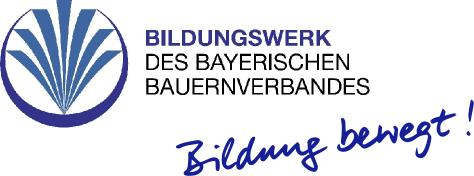 BILDUNGSWERK
DES BAYERISCHEN
BAUERNVERBANDES
Bildung bewegt!